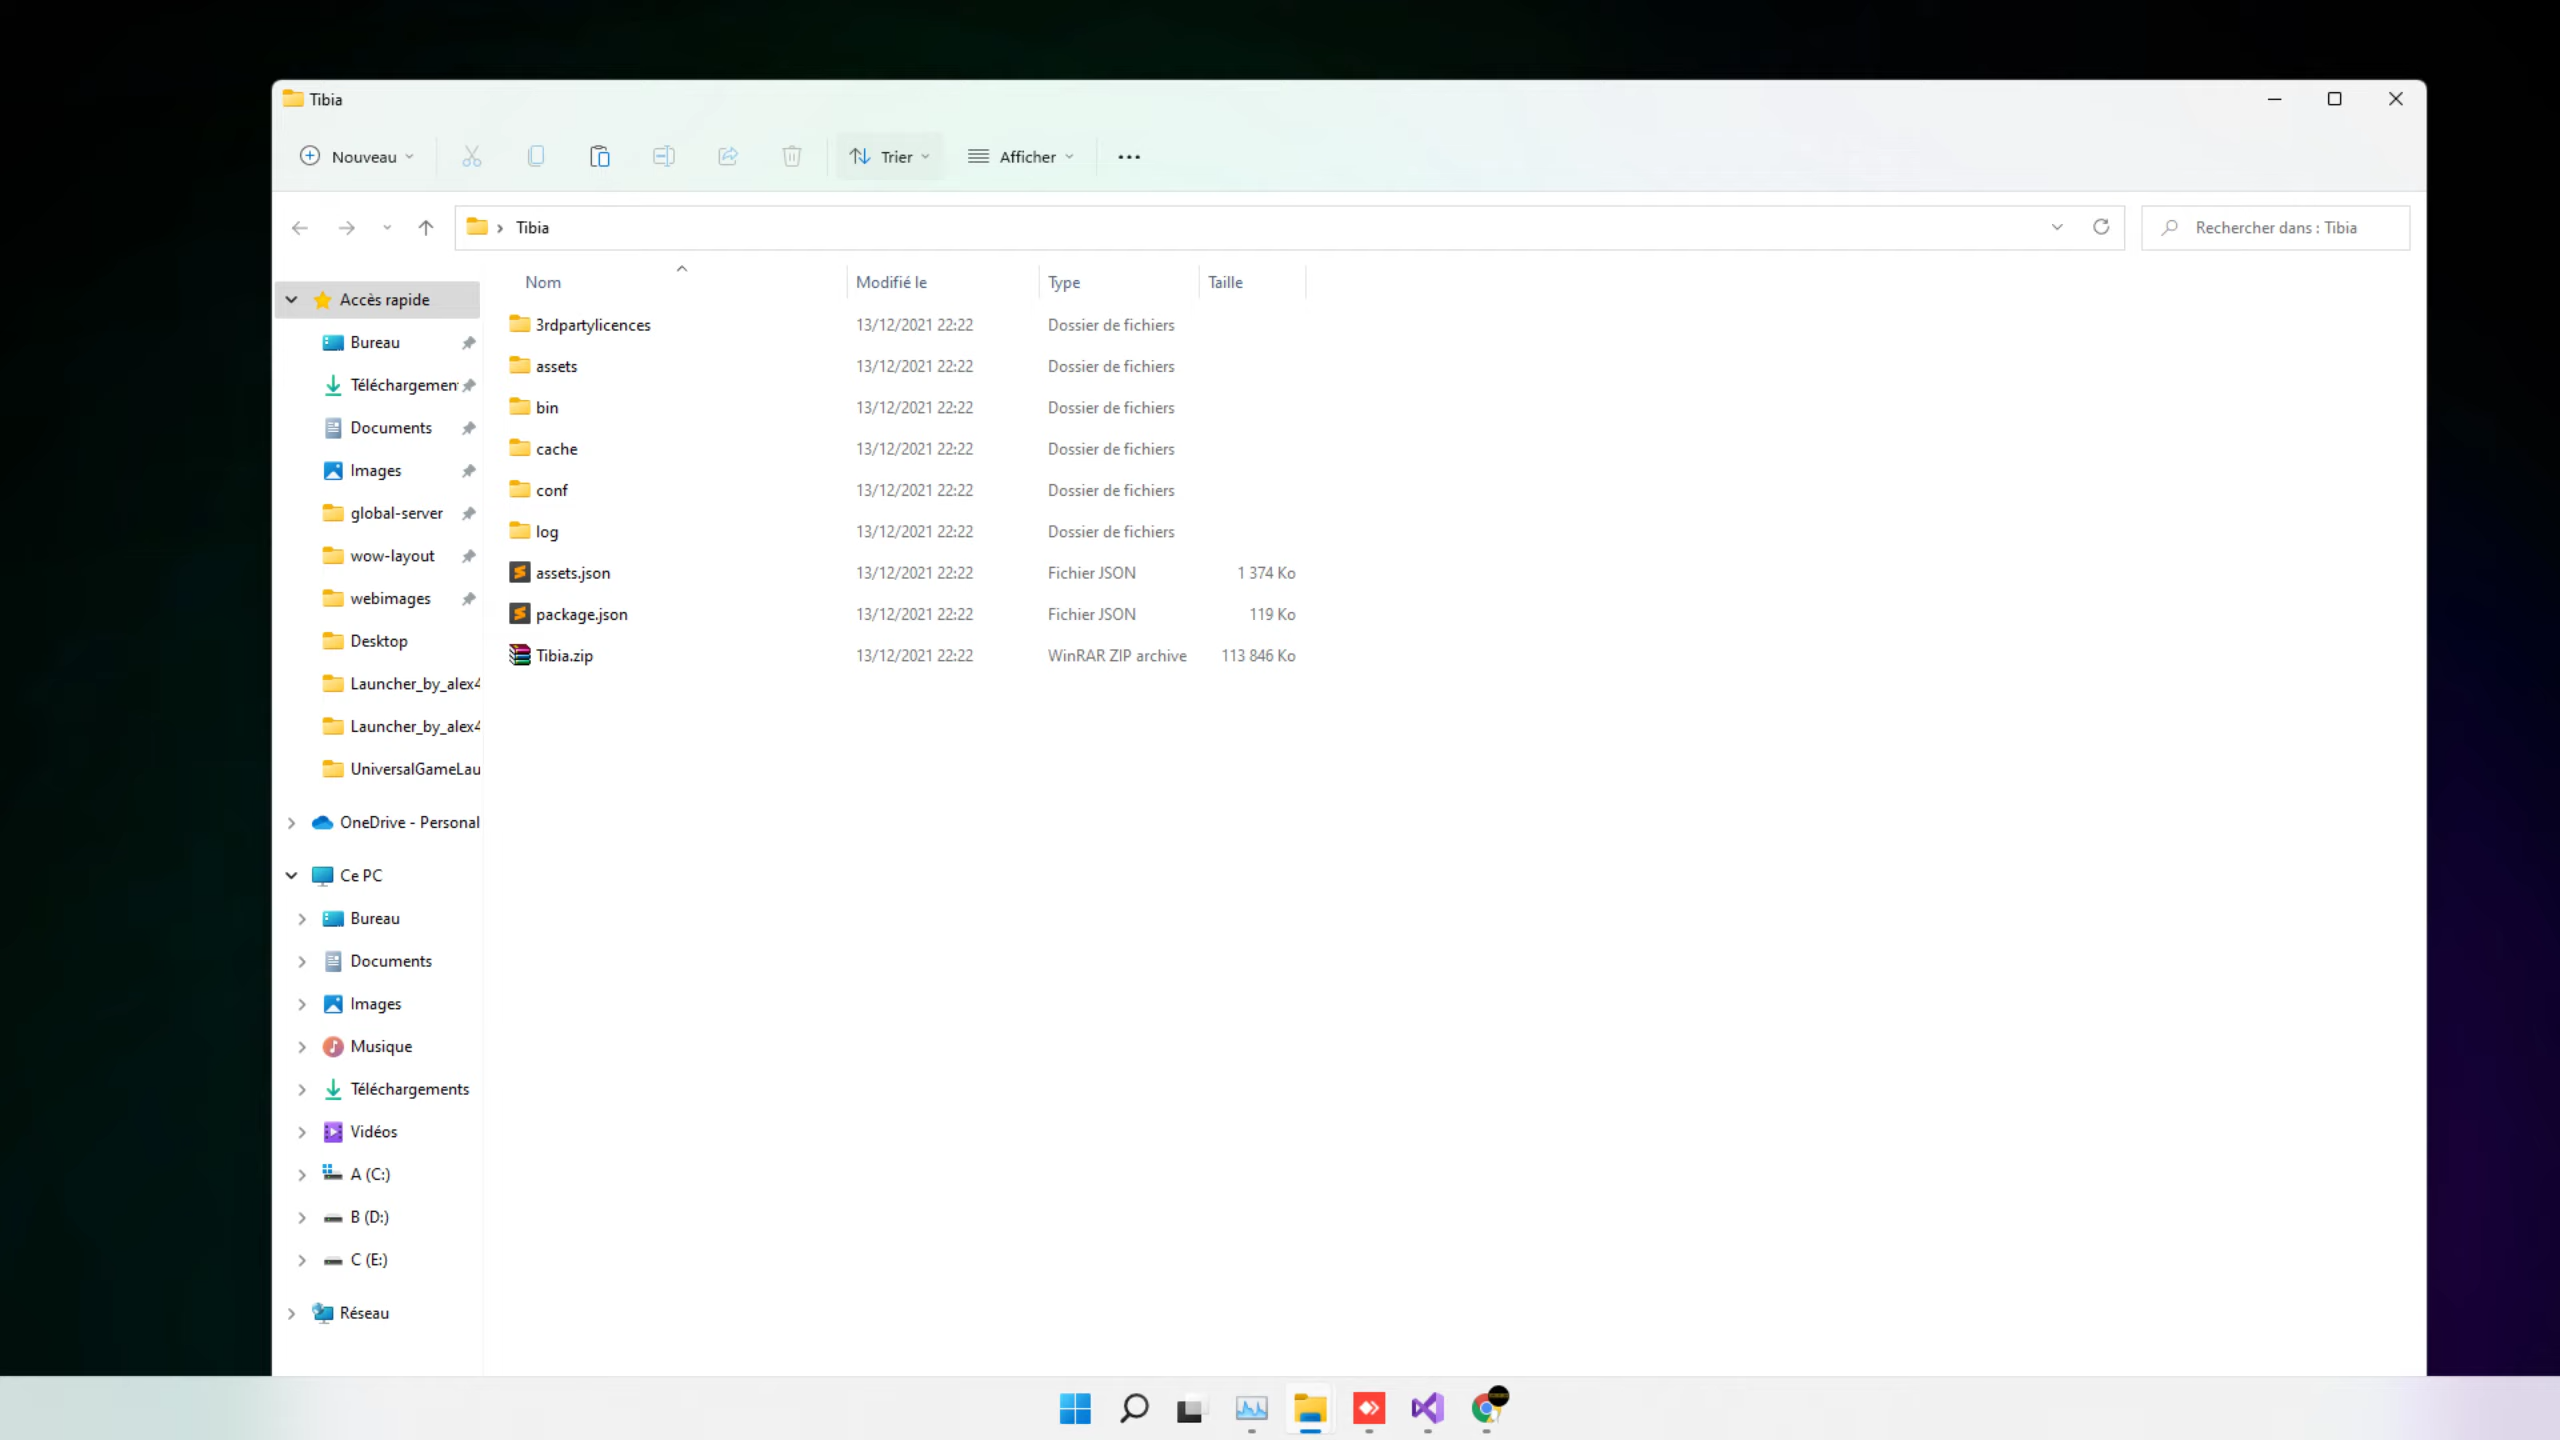 Tibia
Nouveau
Trier
Afficher
Tibia
Rechercher dans : Tibia
Nom Modifié le Type Taille
Accès rapide
Bureau
Téléchargemen
Documents
Images
global-server
wow-layout
webimages
Desktop
Launcher_by_alex4
Launcher_by_alex4
UniversalGameLau
OneDrive - Personal
Ce PC
Bureau
Documents
Images
Musique
Téléchargements
Vidéos
A (C:)
B (D:)
C (E:)
Réseau
3rdpartylicences 13/12/2021 22:22 Dossier de fichiers
assets 13/12/2021 22:22 Dossier de fichiers
bin 13/12/2021 22:22 Dossier de fichiers
cache 13/12/2021 22:22 Dossier de fichiers
conf 13/12/2021 22:22 Dossier de fichiers
log 13/12/2021 22:22 Dossier de fichiers
assets.json 13/12/2021 22:22 Fichier JSON 1 374 Ko
package.json 13/12/2021 22:22 Fichier JSON 119 Ko
Tibia.zip 13/12/2021 22:22 WinRAR ZIP archive 113 846 Ko